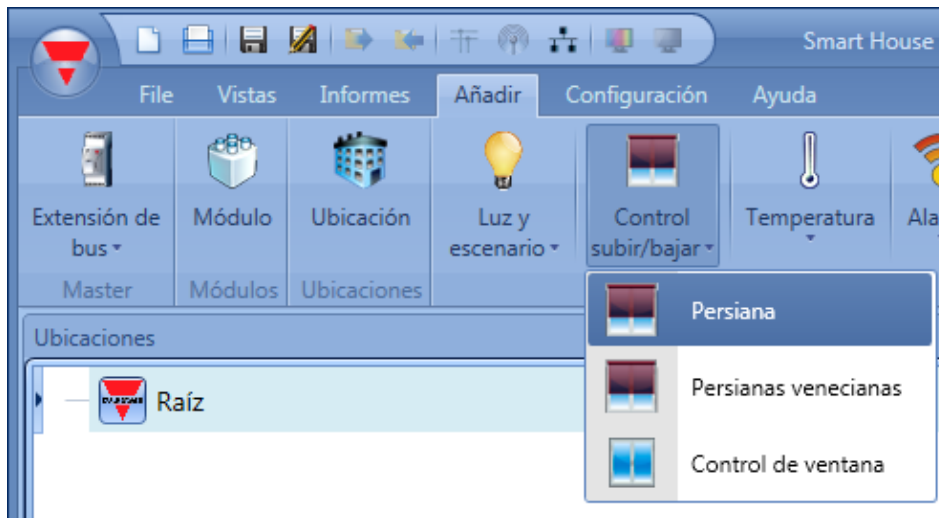 Smart House
File Vistas Informes Añadir Configuración Ayuda
Extensión de bus
Módulo
Ubicación
Luz y escenario
Control subir/bajar
Temperatura
Ala
Master Módulos Ubicaciones
Persiana
Ubicaciones
Persianas venecianas
Raíz
Control de ventana